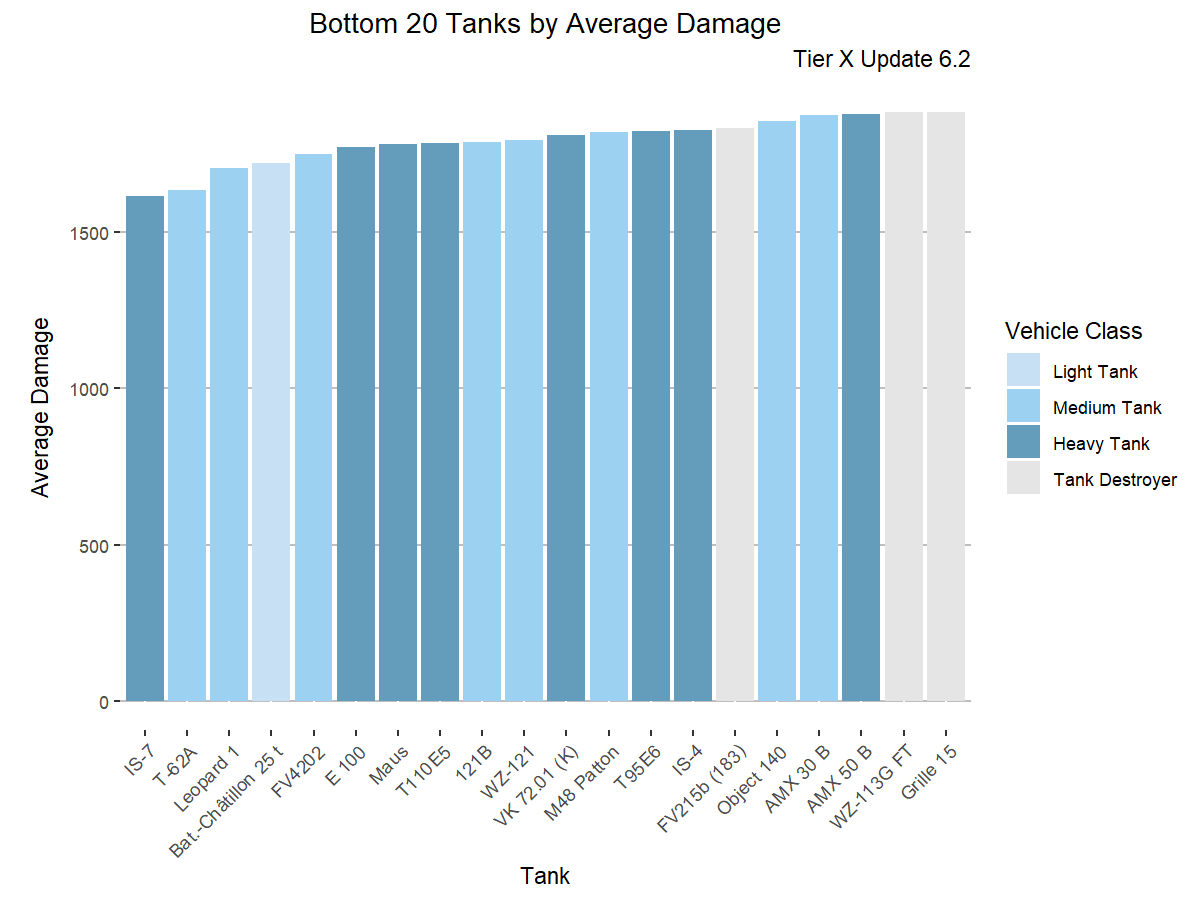 Bottom 20 Tanks by Average Damage
Tier X Update 6.2
Average Damage
1500
1000
500
0
IS-7
T-62A
Leopard 1
Bat.-Châtillon 25 t
FV4202
E 100
Maus
T110E5
121B
WZ-121
VK 72.01 (K)
M48 Patton
T95E6
IS-4
FV215b (183)
Object 140
AMX 30 B
AMX 50 B
WZ-113G FT
Grille 15
Tank
Vehicle Class
Light Tank
Medium Tank
Heavy Tank
Tank Destroyer